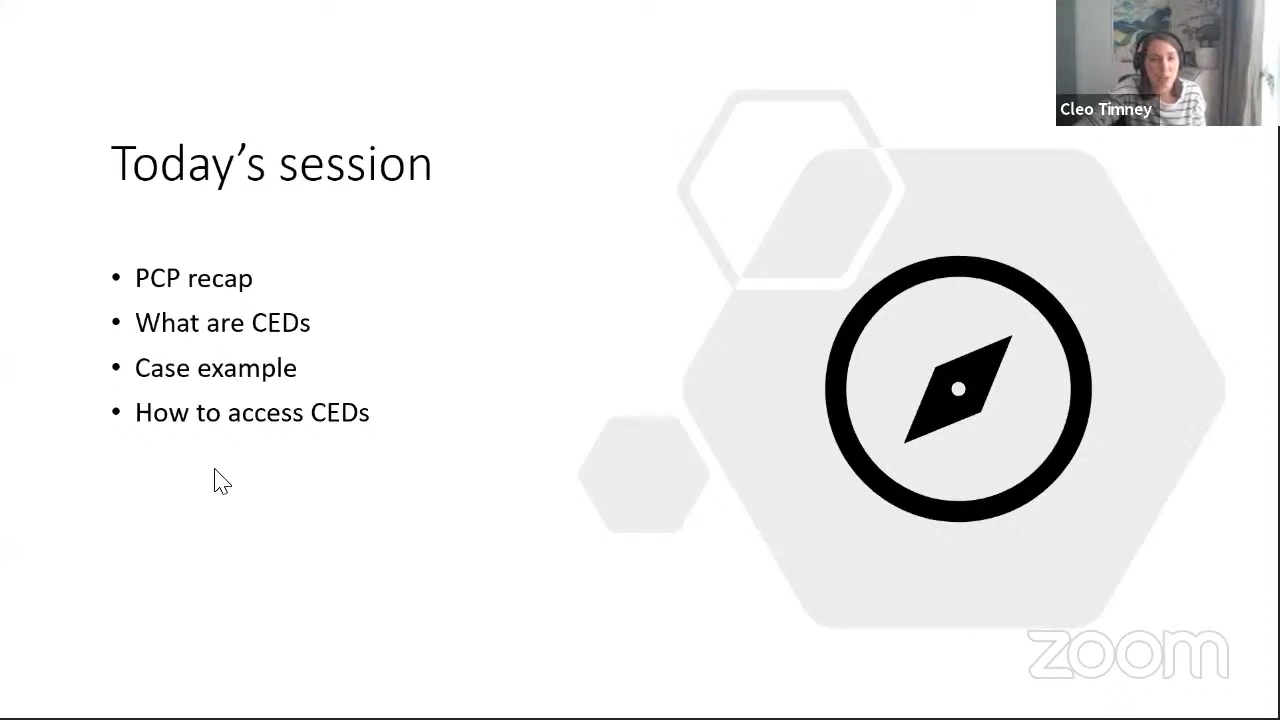 Cleo Timney
Today’s session
• PCP recap
• What are CEDs
• Case example
• How to access CEDs
zoom